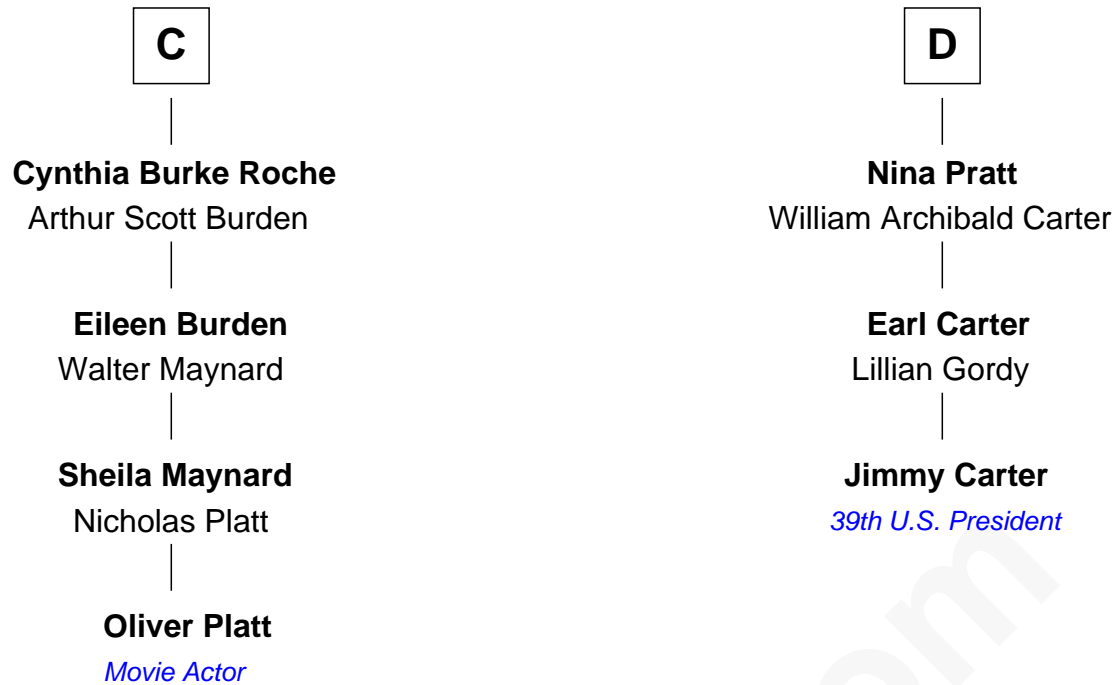 C
Cynthia Burke Roche
Arthur Scott Burden
Eileen Burden
Walter Maynard
Sheila Maynard
Nicholas Platt
Oliver Platt
Movie Actor
D
Nina Pratt
William Archibald Carter
Earl Carter
Lillian Gordy
Jimmy Carter
39th U.S. President